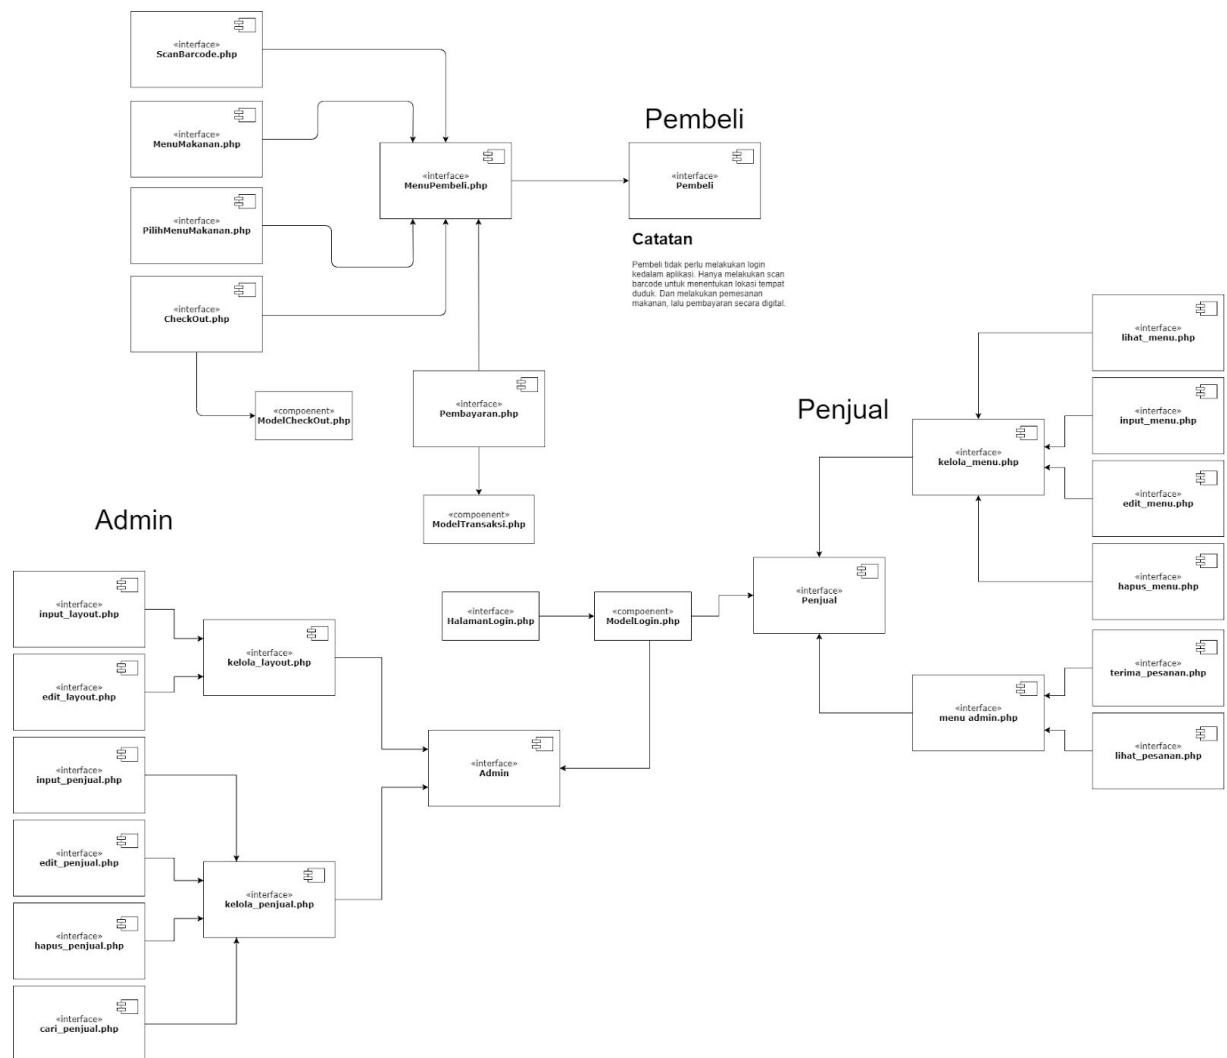 «interface»
ScanBarcode.php
«interface»
MenuMakanan.php
«interface»
PilihMenuMakanan.php
«interface»
CheckOut.php
«compoenent»
ModelCheckOut.php
«interface»
MenuPembeli.php
«interface»
Pembayaran.php
«compoenent»
ModelTransaksi.php
Pembeli
«interface»
Pembeli
Catatan
Pembeli tidak perlu melakukan login
kedalam aplikasi. Hanya melakukan scan
barcode untuk menentukan lokasi tempat
duduk. Dan melakukan pemesanan
makanan, lalu pembayaran secara digital.
Penjual
«interface»
lihat_menu.php
«interface»
input_menu.php
«interface»
kelola_menu.php
«interface»
edit_menu.php
«interface»
hapus_menu.php
«interface»
Penjual
«interface»
terima_pesanan.php
«interface»
menu admin.php
«interface»
lihat_pesanan.php
«interface»
HalamanLogin.php
«compoenent»
ModelLogin.php
Admin
«interface»
input_layout.php
«interface»
kelola_layout.php
«interface»
edit_layout.php
«interface»
input_penjual.php
«interface»
Admin
«interface»
edit_penjual.php
«interface»
kelola_penjual.php
«interface»
hapus_penjual.php
«interface»
cari_penjual.php